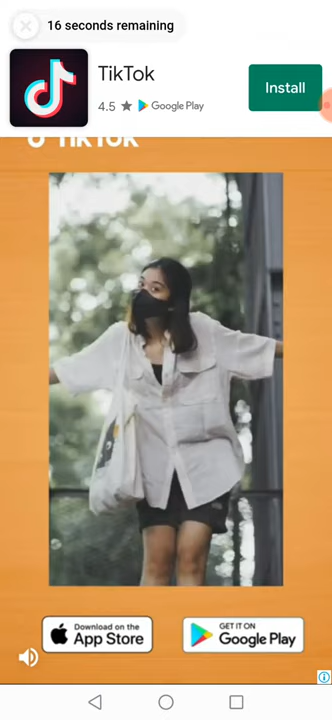 16 seconds remaining
TikTok
Install
4.5 ★ Google Play
TikTok
Download on the
App Store
GET IT ON
Google Play